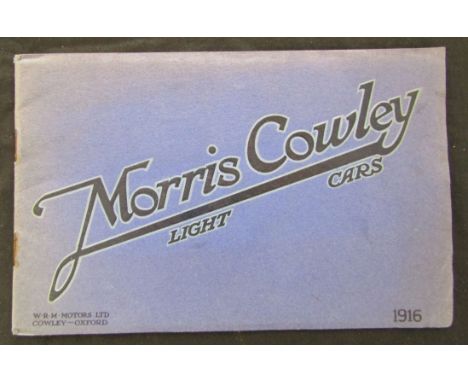 Morris Cowley
LIGHT CARS
W·R·M·MOTORS LTD
COWLEY—OXFORD
1916